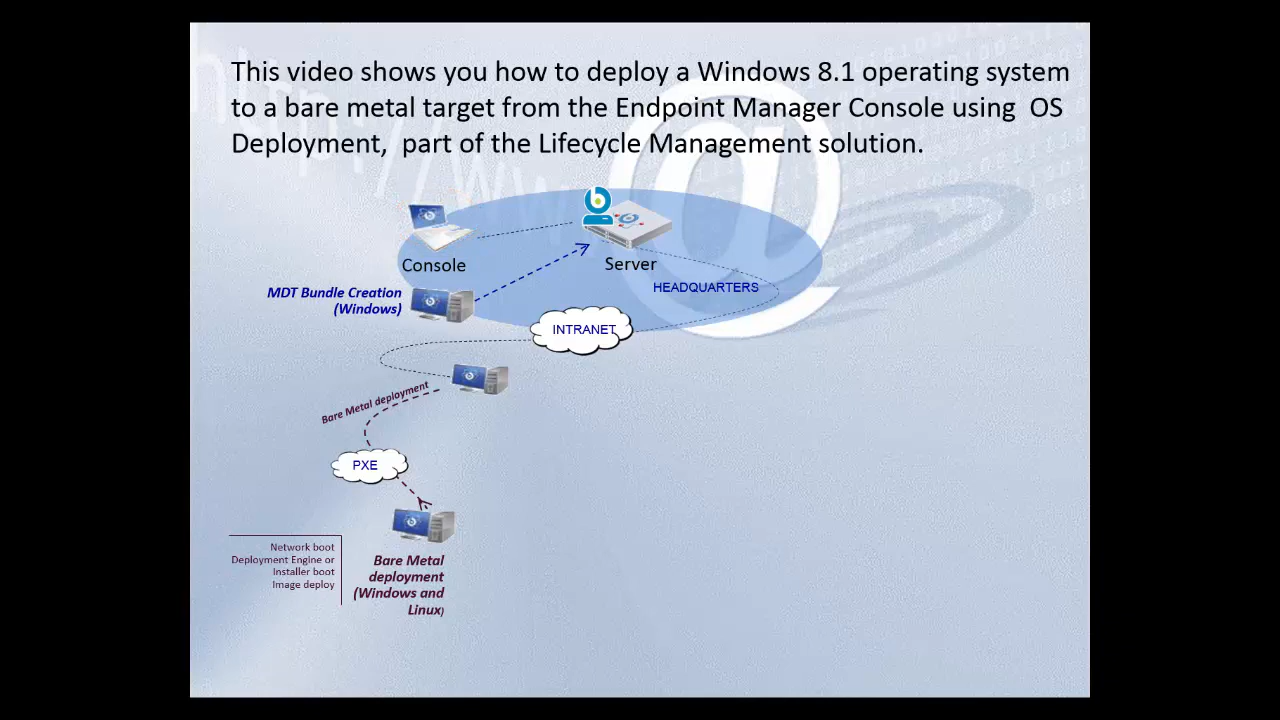 This video shows you how to deploy a Windows 8.1 operating system
to a bare metal target from the Endpoint Manager Console using OS
Deployment, part of the Lifecycle Management solution.
Console
Server
HEADQUARTERS
MDT Bundle Creation
(Windows)
INTRANET
Bare Metal deployment
PXE
Network boot
Deployment Engine or
Installer boot
Image deploy
Bare Metal
deployment
(Windows and
Linux)